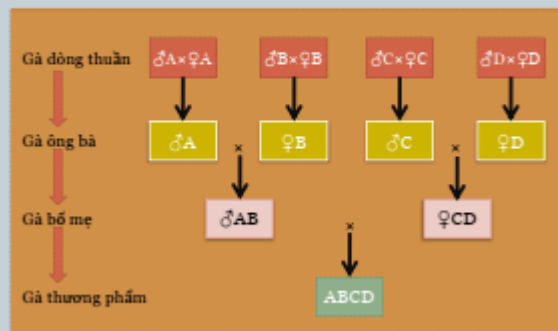 Gà dòng thuần
♂A×♀A ♂B×♀B ♂C×♀C ♂D×♀D
Gà ông bà
♂A × ♀B ♂C × ♀D
Gà bố mẹ
♂AB × ♀CD
Gà thương phẩm
ABCD